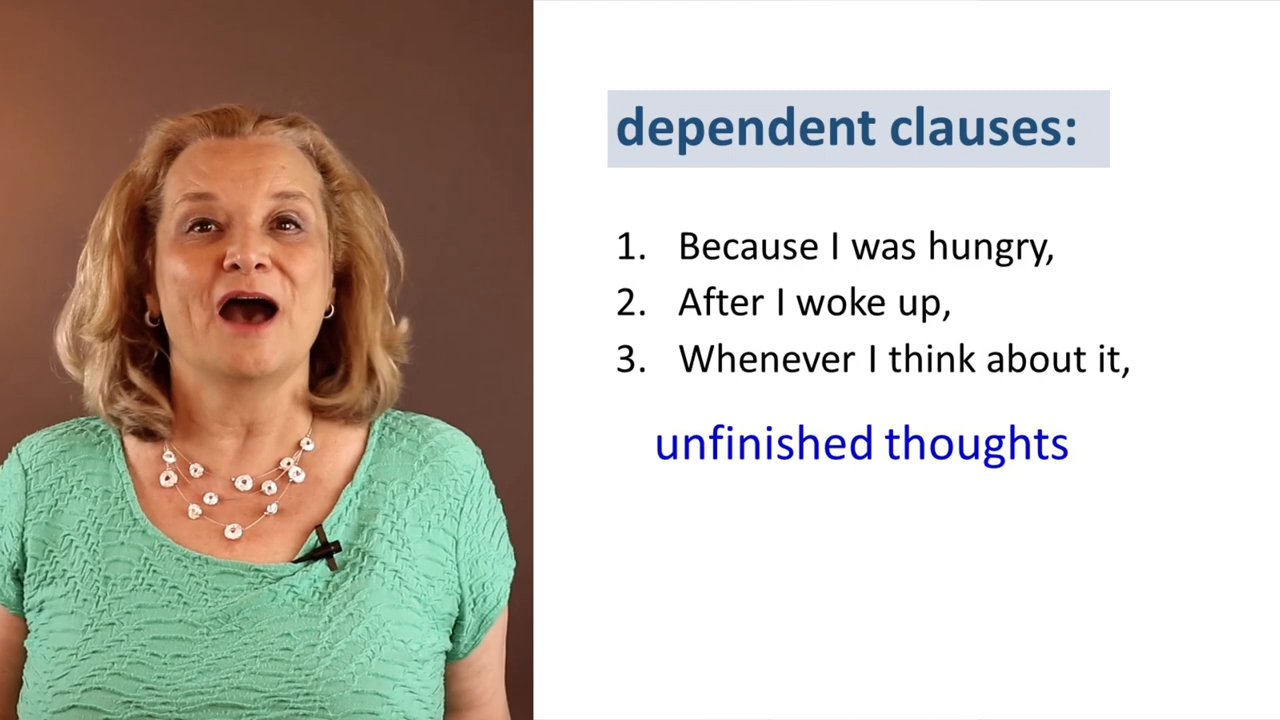 dependent clauses:
1. Because I was hungry,
2. After I woke up,
3. Whenever I think about it,
unfinished thoughts